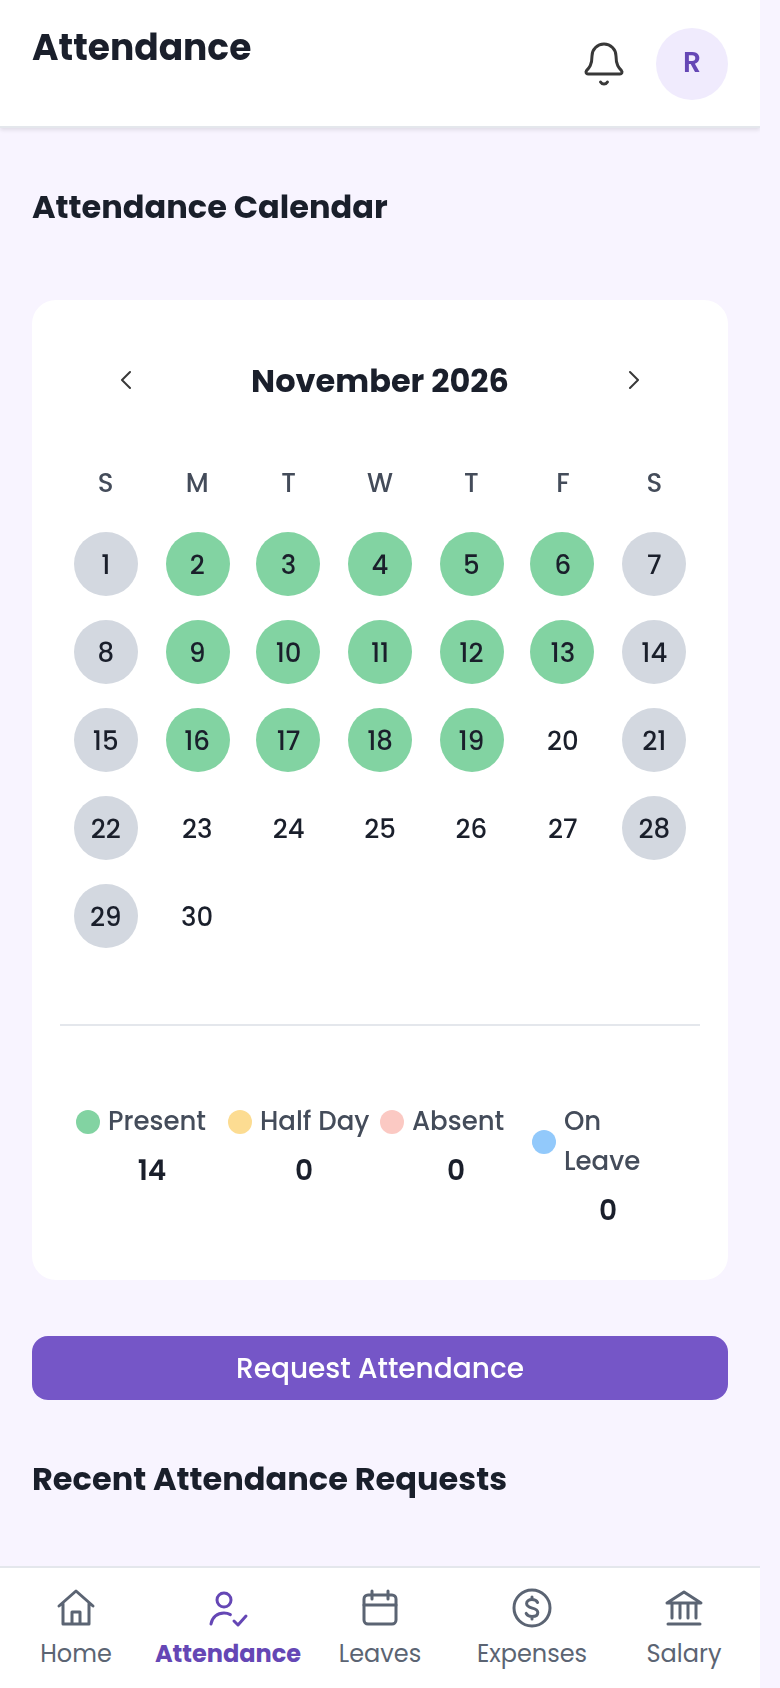 Attendance
R
Attendance Calendar
November 2026
S M T W T F S
1 2 3 4 5 6 7
8 9 10 11 12 13 14
15 16 17 18 19 20 21
22 23 24 25 26 27 28
29 30
Present Half Day Absent On Leave
14 0 0 0
Request Attendance
Recent Attendance Requests
Home Attendance Leaves Expenses Salary